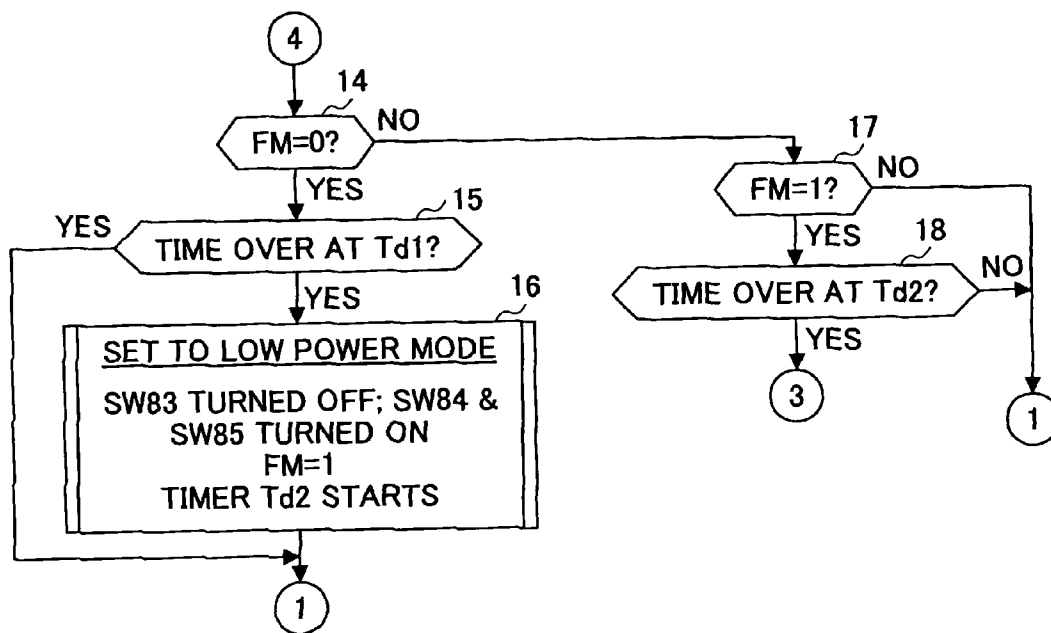 4
14
FM=0?
NO
17
FM=1?
NO
YES
15
YES
TIME OVER AT Td1?
YES
18
TIME OVER AT Td2?
NO
YES
16
SET TO LOW POWER MODE
SW83 TURNED OFF; SW84 &
SW85 TURNED ON
FM=1
TIMER Td2 STARTS
YES
3
1
1